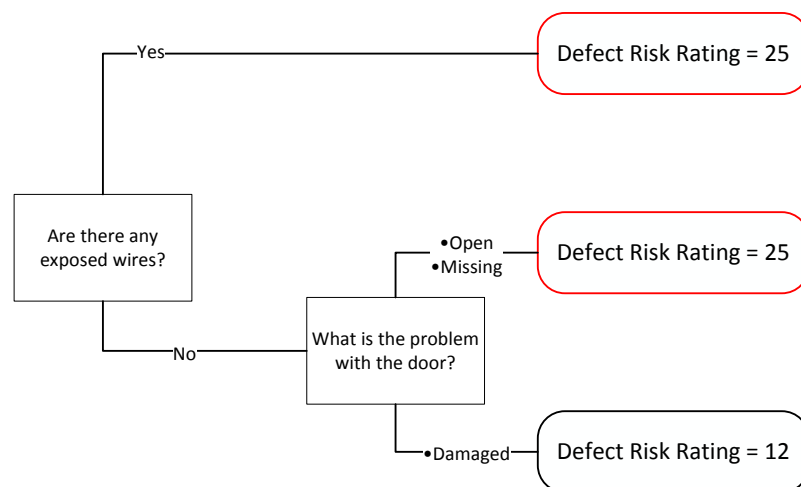 Yes
Defect Risk Rating = 25
Are there any
exposed wires?
•Open
•Missing
Defect Risk Rating = 25
No
What is the problem
with the door?
•Damaged
Defect Risk Rating = 12